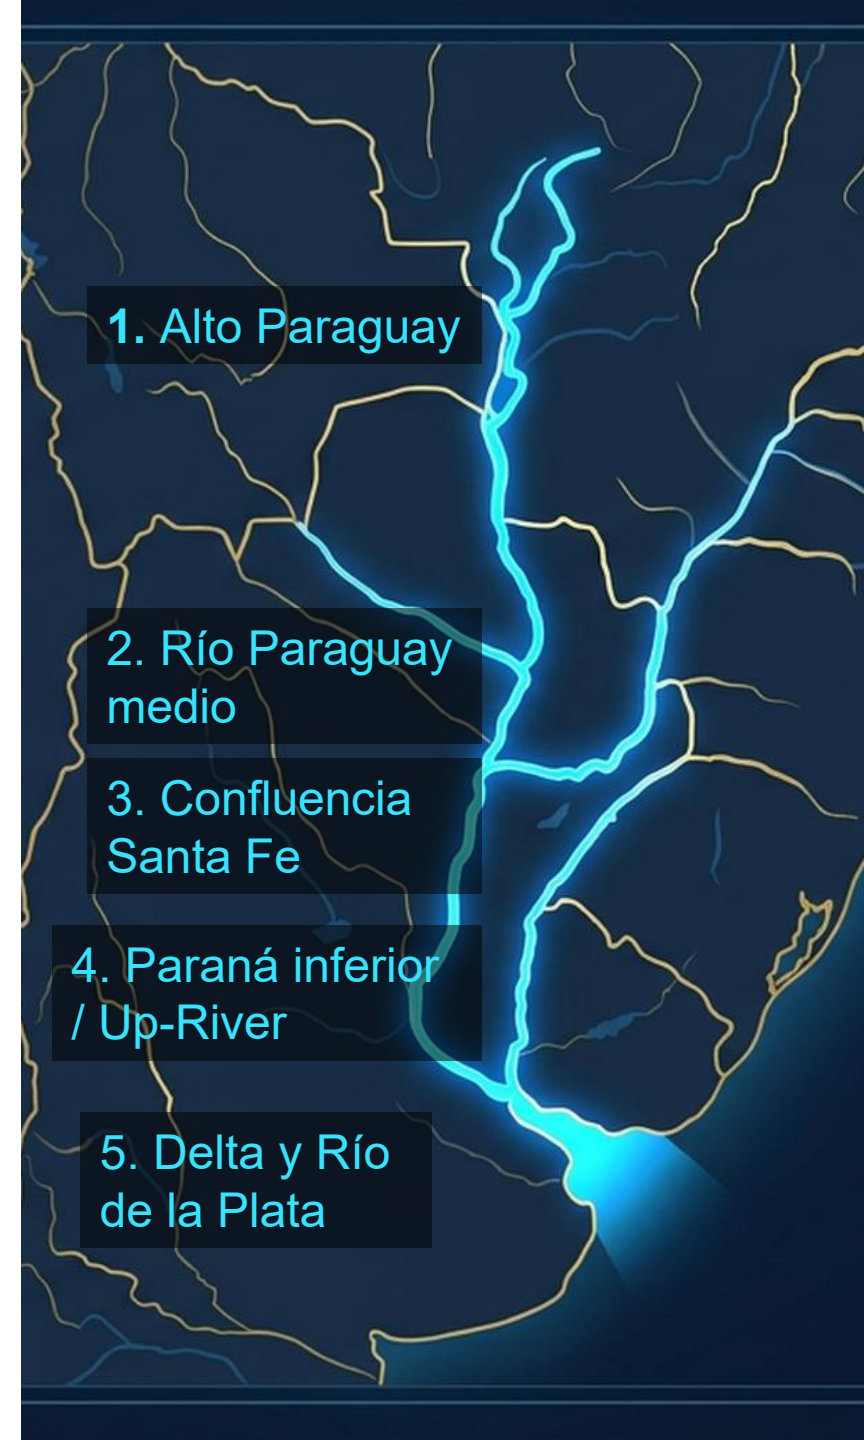 1. Alto Paraguay
2. Río Paraguay
medio
3. Confluencia
Santa Fe
4. Paraná inferior
/ Up-River
5. Delta y Río
de la Plata